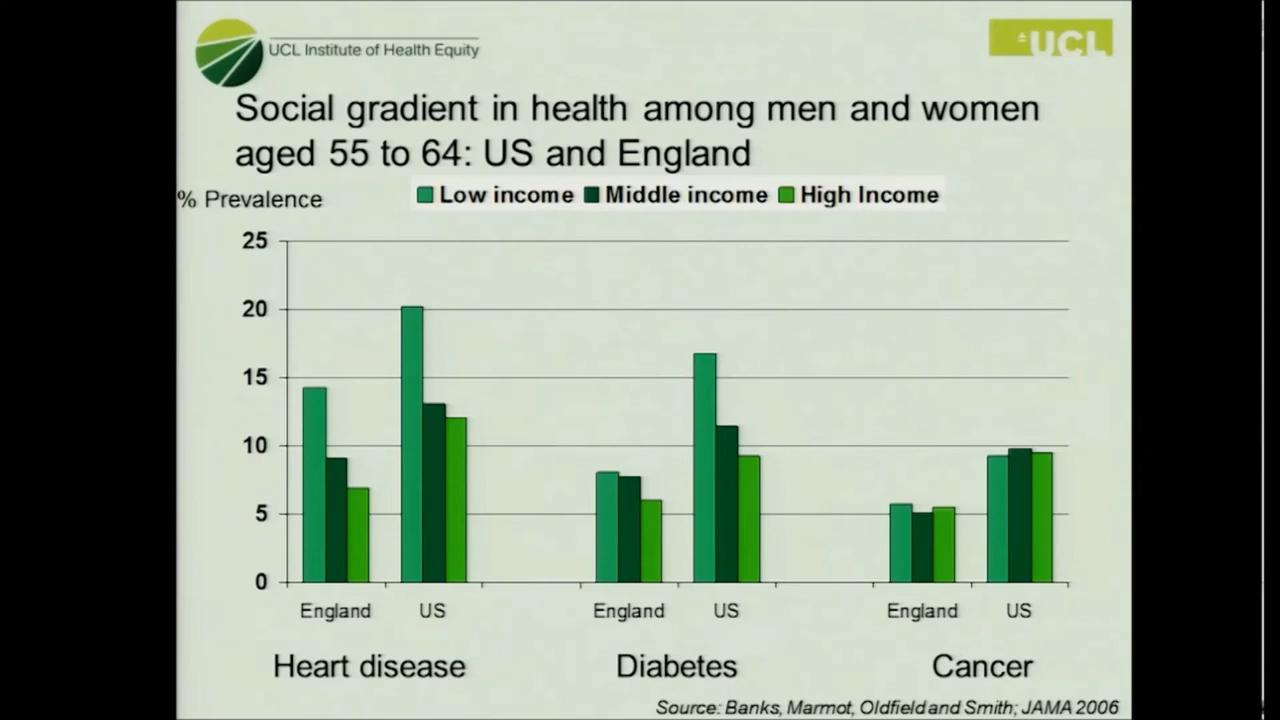 UCL Institute of Health Equity
UCL
Social gradient in health among men and women
aged 55 to 64: US and England
% Prevalence
Low income Middle income High Income
25
20
15
10
5
0
England US England US England US
Heart disease Diabetes Cancer
Source: Banks, Marmot, Oldfield and Smith; JAMA 2006